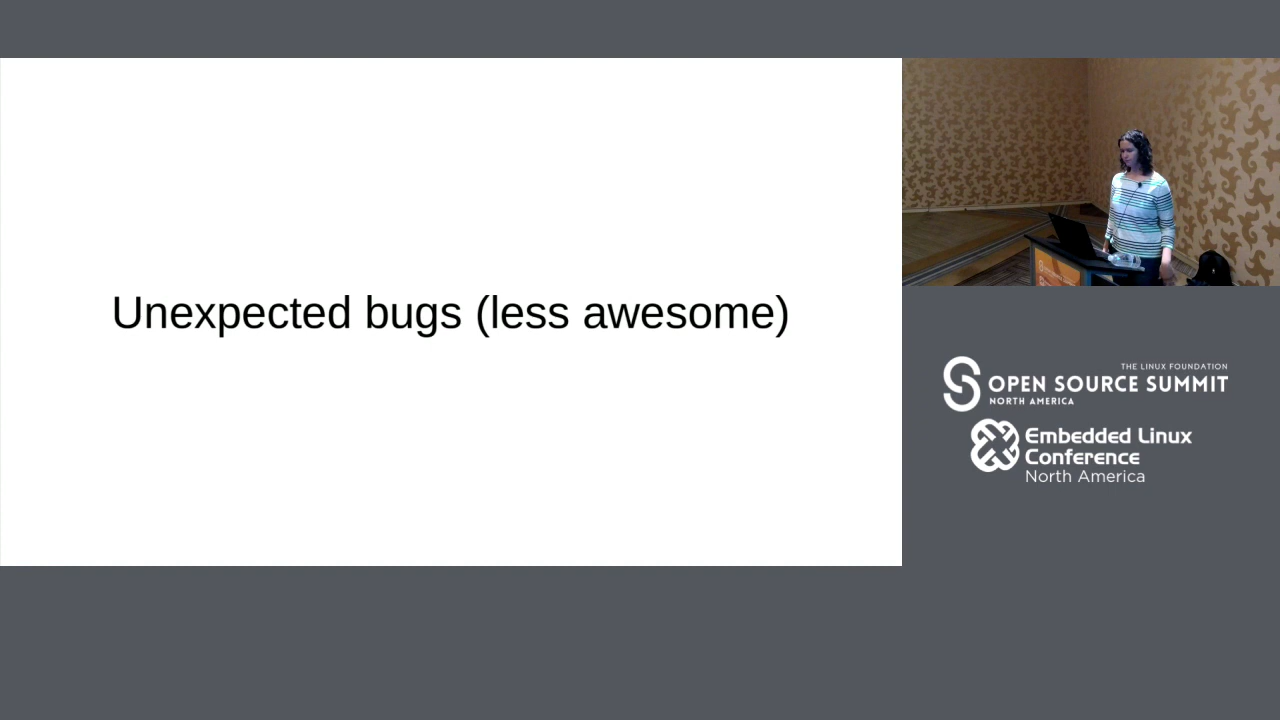 Unexpected bugs (less awesome)
THE LINUX FOUNDATION
OPEN SOURCE SUMMIT
NORTH AMERICA
Embedded Linux
Conference
North America